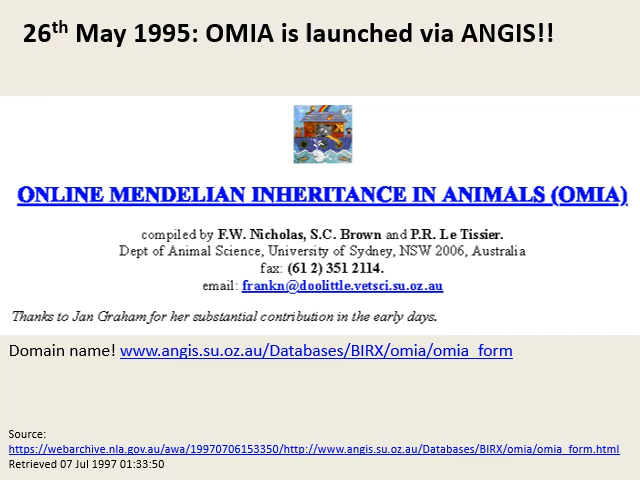 26th May 1995: OMIA is launched via ANGIS!!
ONLINE MENDELIAN INHERITANCE IN ANIMALS (OMIA)
compiled by F.W. Nicholas, S.C. Brown and P.R. Le Tissier.
Dept of Animal Science, University of Sydney, NSW 2006, Australia
fax: (61 2) 351 2114.
email: frankn@doolittle.vetsci.su.oz.au
Thanks to Jan Graham for her substantial contribution in the early days.
Domain name! www.angis.su.oz.au/Databases/BIRX/omia/omia_form
Source:
https://webarchive.nla.gov.au/awa/19970706153350/http://www.angis.su.oz.au/Databases/BIRX/omia/omia_form.html
Retrieved 07 Jul 1997 01:33:50